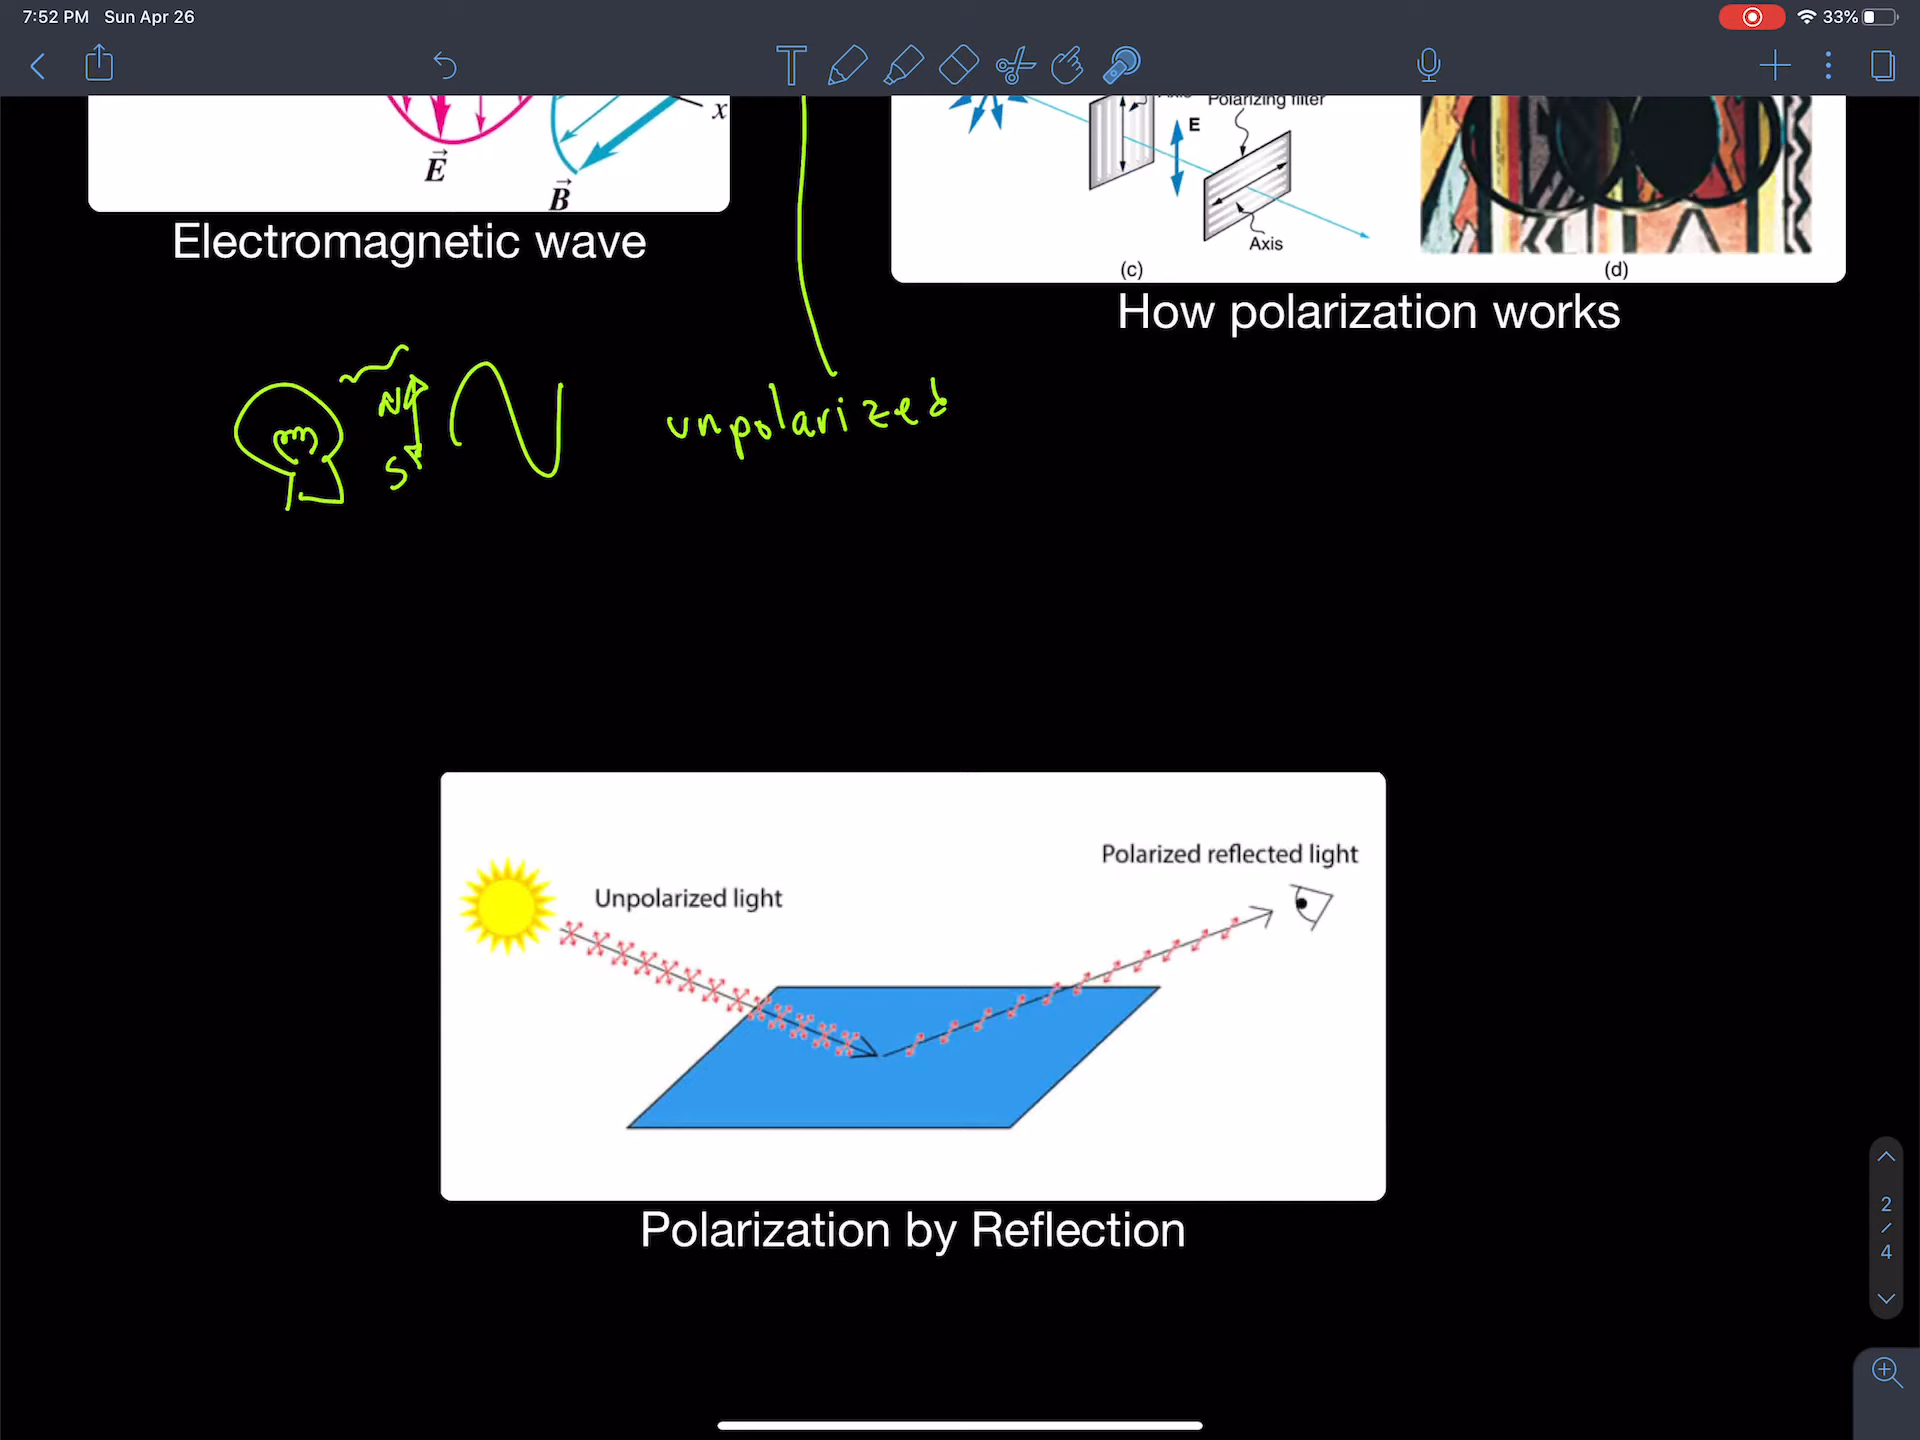 7:52 PM Sun Apr 26
33%
x
E
B
Electromagnetic wave
Polarizing filter
E
Axis
(c)
(d)
How polarization works
N
S
unpolarized
Unpolarized light
Polarized reflected light
Polarization by Reflection
2
/
4